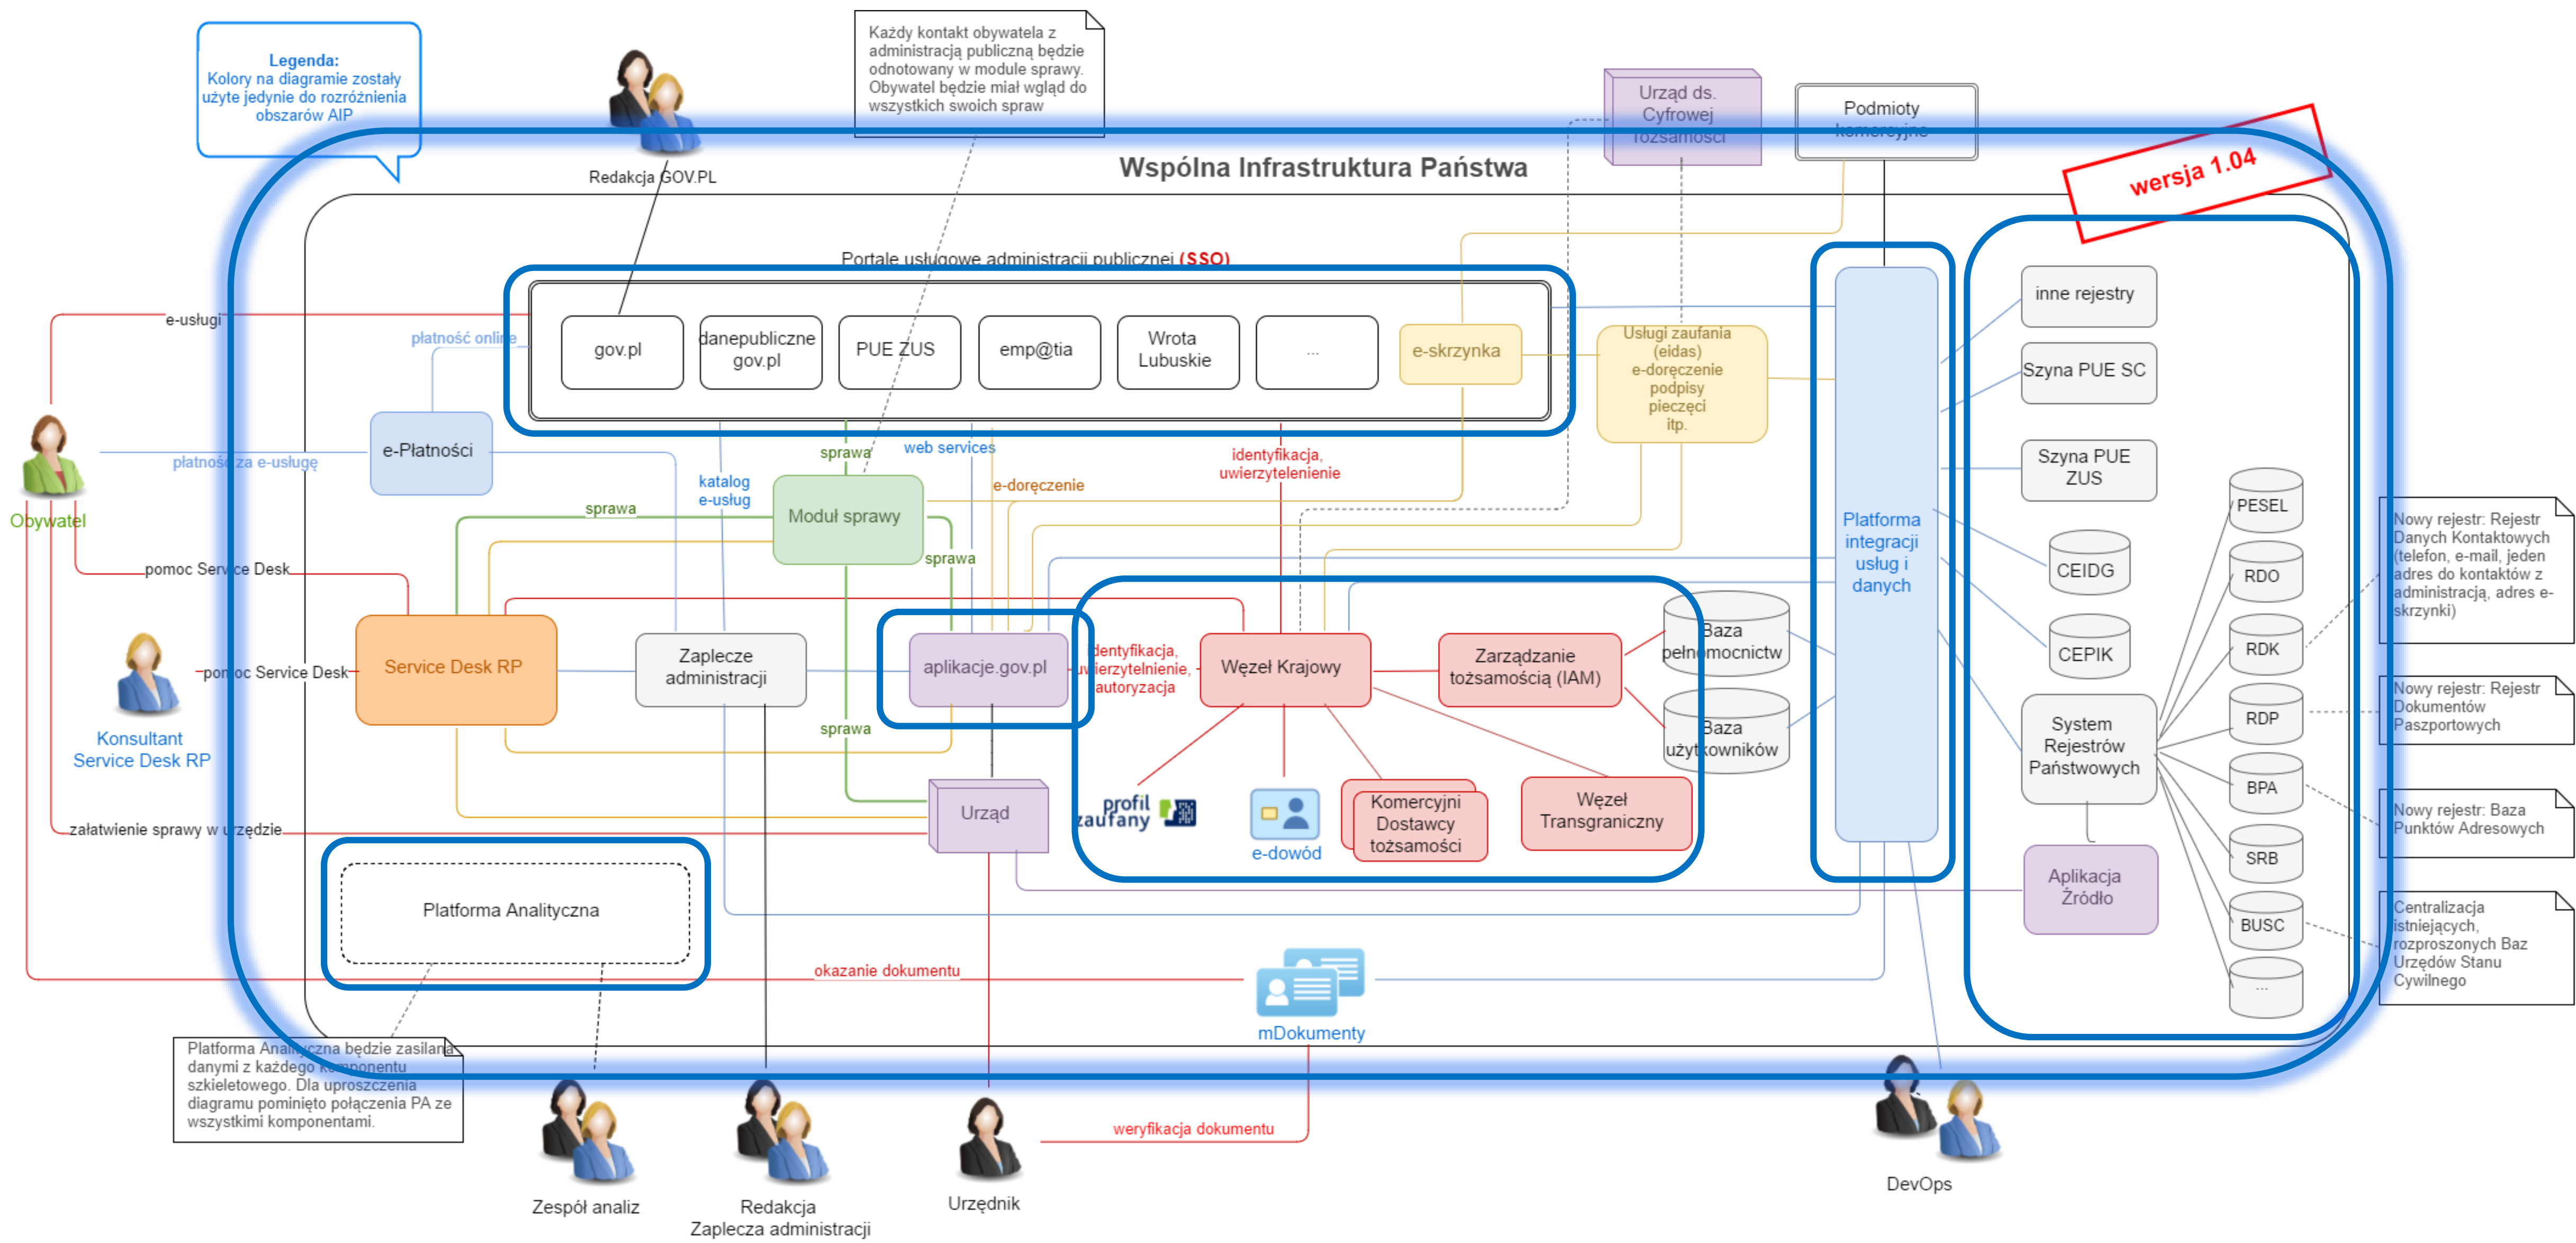 Legenda:
Kolory na diagramie zostały
użyte jedynie do rozróżnienia
obszarów AIP
Redakcja GOV.PL
Każdy kontakt obywatela z
administracją publiczną będzie
odnotowany w module sprawy.
Obywatel będzie miał wgląd do
wszystkich swoich spraw
Urząd ds.
Cyfrowej
Tożsamości
Podmioty
komercyjne
wersja 1.04
Wspólna Infrastruktura Państwa
Portale usługowe administracji publicznej (SSO)
gov.pl
danepubliczne
gov.pl
PUE ZUS
emp@tia
Wrota
Lubuskie
...
e-skrzynka
Usługi zaufania
(eidas)
e-doręczenie
podpisy
pieczęci
itp.
e-usługi
płatność online
e-Płatności
płatność za e-usługę
Obywatel
katalog
e-usług
sprawa
web services
e-doręczenie
identyfikacja,
uwierzytelenienie
Moduł sprawy
sprawa
sprawa
sprawa
pomoc Service Desk
pomoc Service Desk
Konsultant
Service Desk RP
Service Desk RP
Zaplecze
administracji
aplikacje.gov.pl
identyfikacja,
uwierzytelnienie,
autoryzacja
Węzeł Krajowy
Zarządzanie
tożsamością (IAM)
Baza
pełnomocnictw
Baza
użytkowników
Platforma
integracji
usług i
danych
inne rejestry
Szyna PUE SC
Szyna PUE
ZUS
CEIDG
CEPIK
System
Rejestrów
Państwowych
Aplikacja
Źródło
PESEL
RDO
RDK
RDP
BPA
SRB
BUSC
...
Nowy rejestr: Rejestr
Danych Kontaktowych
(telefon, e-mail, jeden
adres do kontaktów z
administracją, adres e-
skrzynki)
Nowy rejestr: Rejestr
Dokumentów
Paszportowych
Nowy rejestr: Baza
Punktów Adresowych
Centralizacja
istniejących,
rozproszonych Baz
Urzędów Stanu
Cywilnego
załatwienie sprawy w urzędzie
Urząd
profil
zaufany
e-dowód
Komercyjni
Dostawcy
tożsamości
Węzeł
Transgraniczny
Platforma Analityczna
okazanie dokumentu
mDokumenty
Platforma Analityczna będzie zasilana
danymi z każdego komponentu
szkieletowego. Dla uproszczenia
diagramu pominięto połączenia PA ze
wszystkimi komponentami.
weryfikacja dokumentu
Zespół analiz
Redakcja
Zaplecza administracji
Urzędnik
DevOps